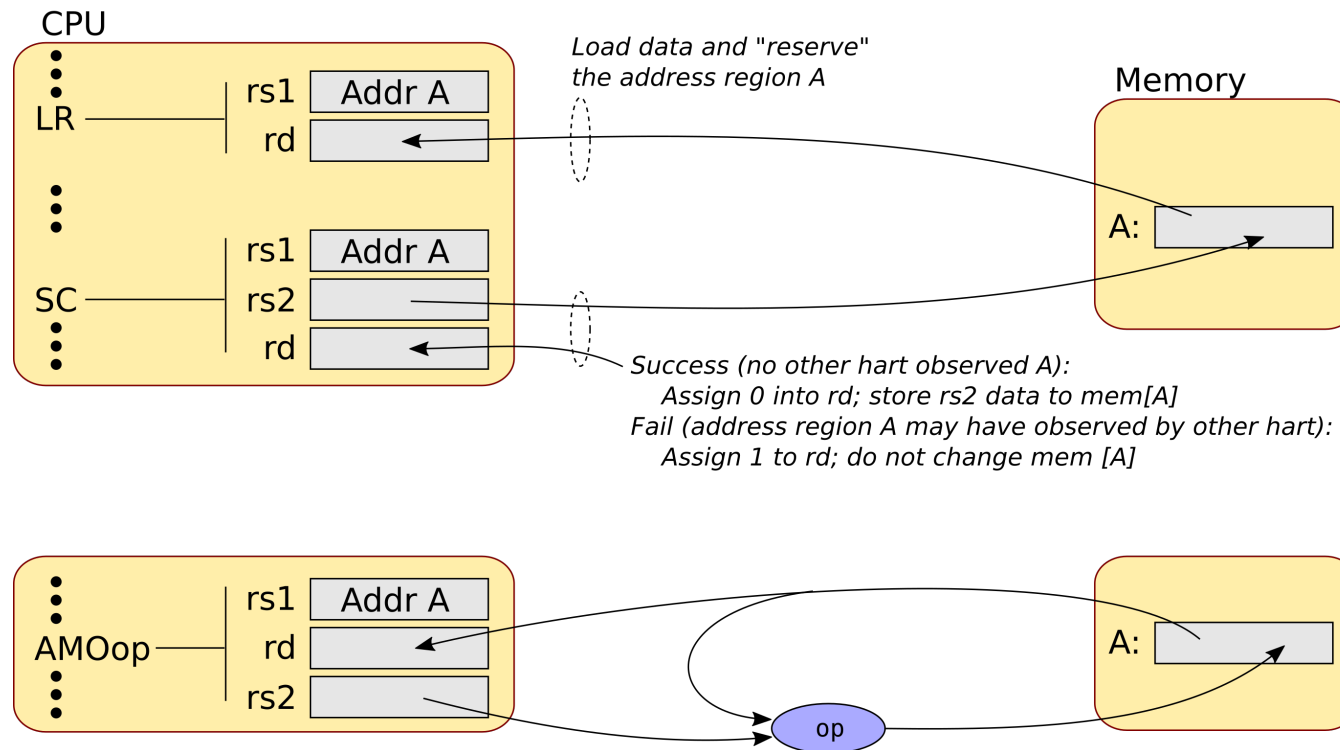 CPU
Load data and "reserve"
the address region A
Memory
LR
rs1
Addr A
rd
A:
SC
rs1
Addr A
rs2
rd
Success (no other hart observed A):
Assign 0 into rd; store rs2 data to mem[A]
Fail (address region A may have observed by other hart):
Assign 1 to rd; do not change mem [A]
AMOop
rs1
Addr A
rd
rs2
A:
op